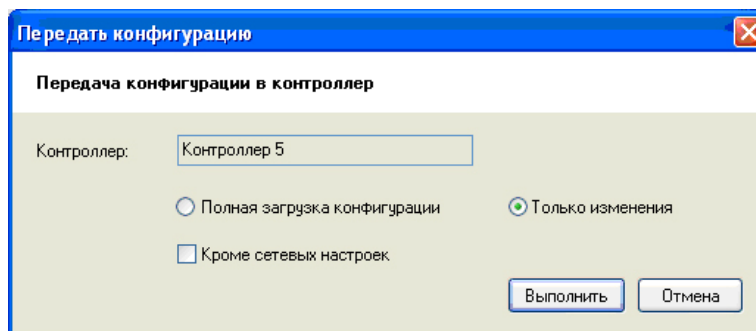 Передать конфигурацию
Передача конфигурации в контроллер
Контроллер: Контроллер 5
Полная загрузка конфигурации Только изменения
Кроме сетевых настроек
Выполнить Отмена